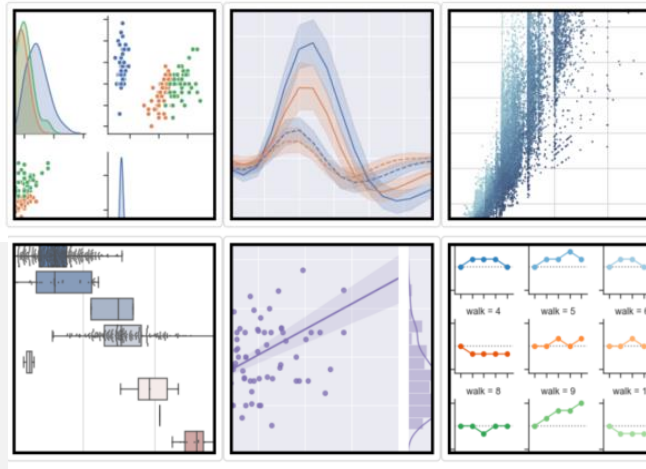 walk = 4 walk = 5
walk = 8 walk = 9